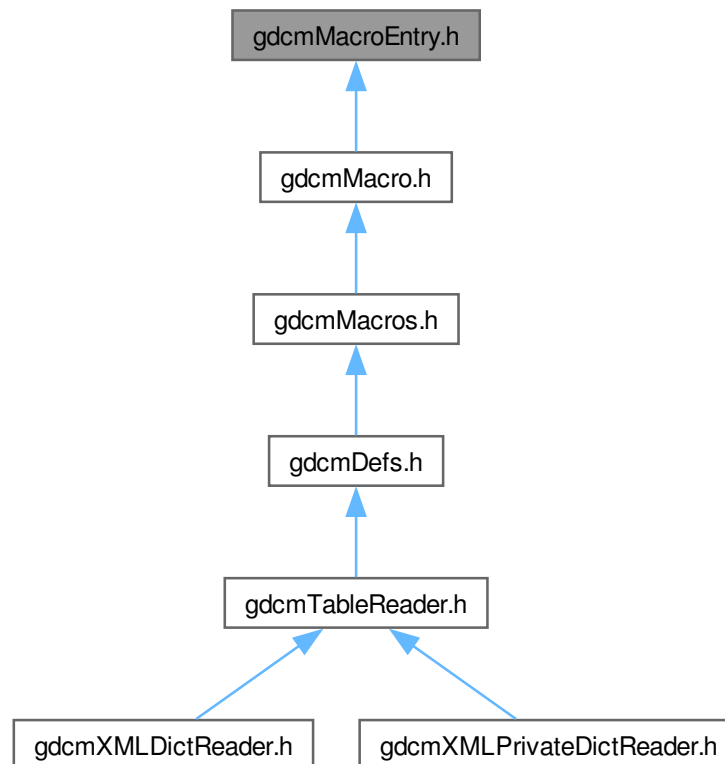 gdcmMacroEntry.h
gdcmMacro.h
gdcmMacros.h
gdcmDefs.h
gdcmTableReader.h
gdcmXMLDictReader.h
gdcmXMLPrivateDictReader.h